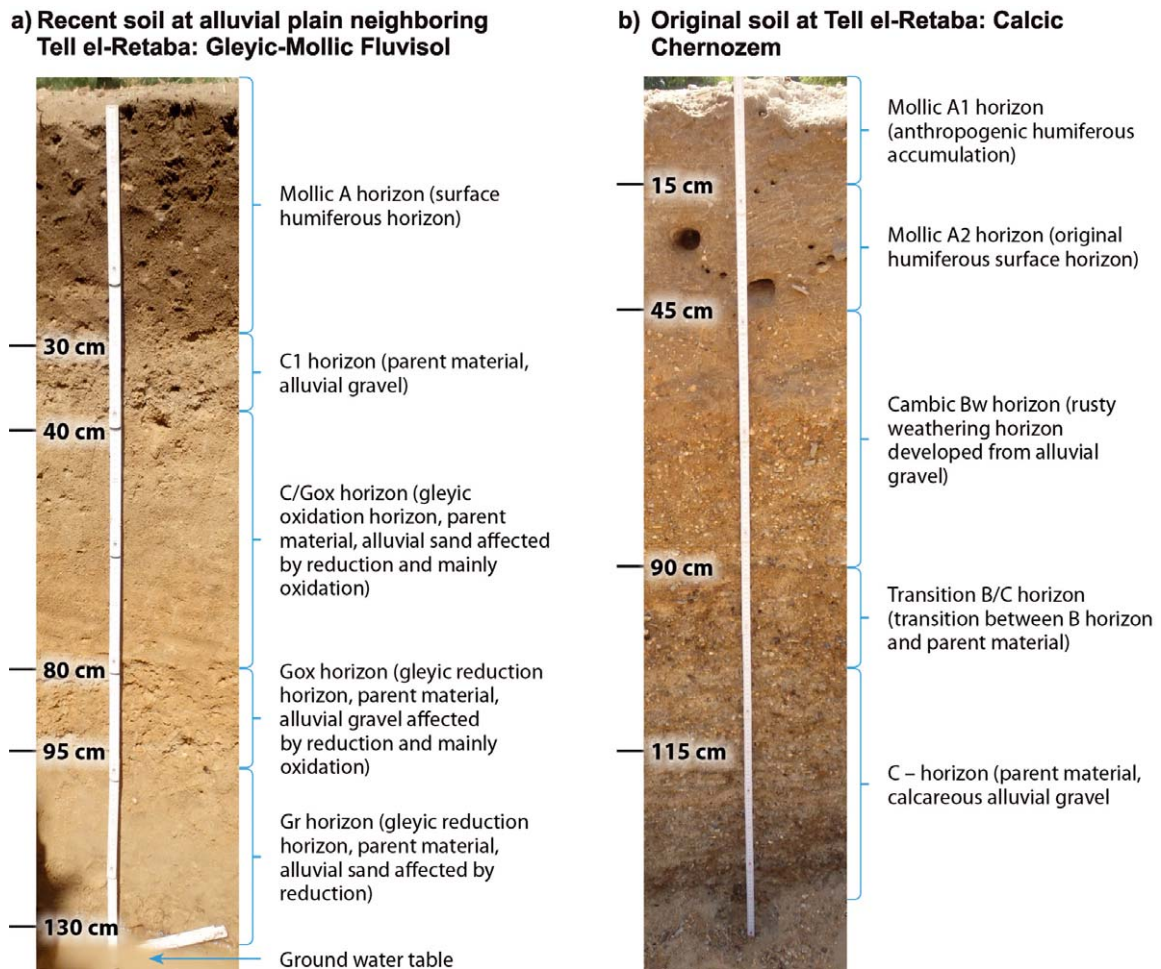 a) Recent soil at alluvial plain neighboring
Tell el-Retaba: Gleyic-Mollic Fluvisol
Mollic A horizon (surface
humiferous horizon)
30 cm
C1 horizon (parent material,
alluvial gravel)
40 cm
C/Gox horizon (gleyic
oxidation horizon, parent
material, alluvial sand affected
by reduction and mainly
oxidation)
80 cm
Gox horizon (gleyic reduction
horizon, parent material,
alluvial gravel affected
by reduction and mainly
oxidation)
95 cm
Gr horizon (gleyic reduction
horizon, parent material,
alluvial sand affected by
reduction)
130 cm
Ground water table
b) Original soil at Tell el-Retaba: Calcic
Chernozem
Mollic A1 horizon
(anthropogenic humiferous
accumulation)
15 cm
Mollic A2 horizon (original
humiferous surface horizon)
45 cm
Cambic Bw horizon (rusty
weathering horizon
developed from alluvial
gravel)
90 cm
Transition B/C horizon
(transition between B horizon
and parent material)
115 cm
C – horizon (parent material,
calcareous alluvial gravel